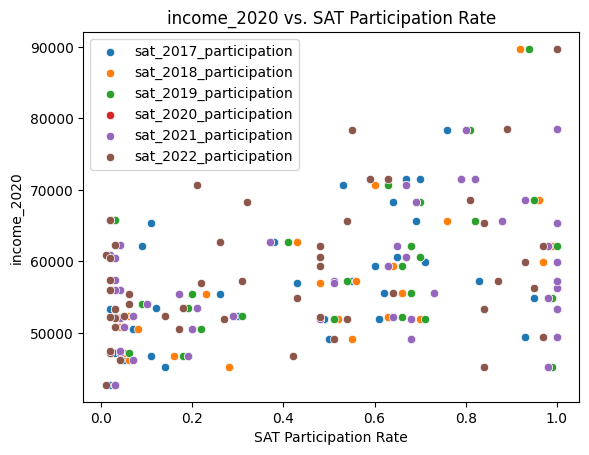 income_2020 vs. SAT Participation Rate
sat_2017_participation
sat_2018_participation
sat_2019_participation
sat_2020_participation
sat_2021_participation
sat_2022_participation
90000
80000
70000
60000
50000
income_2020
0.0 0.2 0.4 0.6 0.8 1.0
SAT Participation Rate